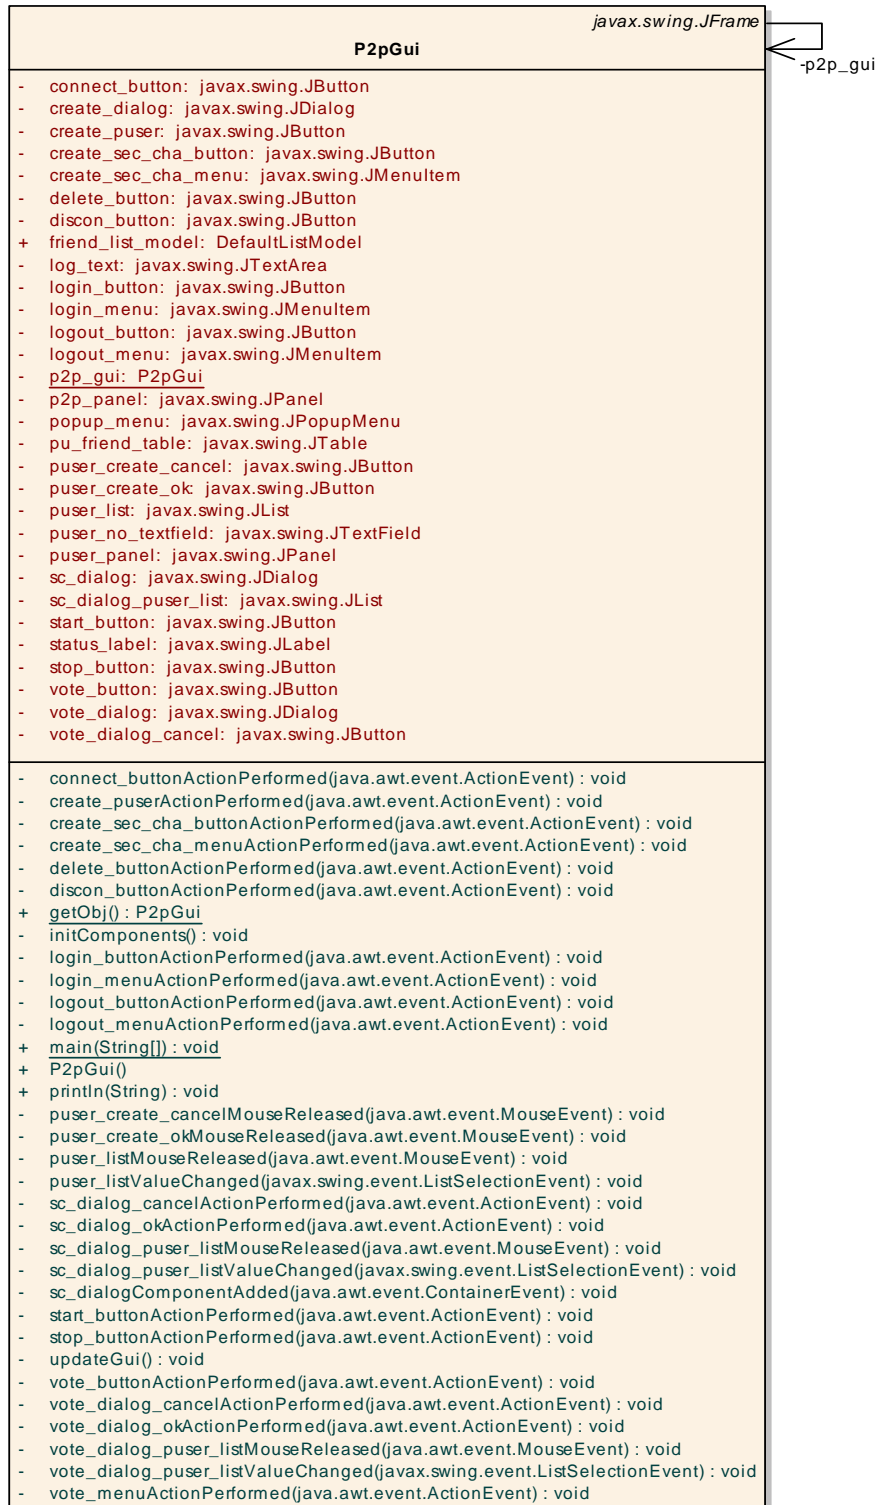 javax.swing.JFrame
P2pGui
-p2p_gui
- connect_button: javax.swing.JButton
- create_dialog: javax.swing.JDialog
- create_puser: javax.swing.JButton
- create_sec_cha_button: javax.swing.JButton
- create_sec_cha_menu: javax.swing.JMenuItem
- delete_button: javax.swing.JButton
- discon_button: javax.swing.JButton
+ friend_list_model: DefaultListModel
- log_text: javax.swing.JTextArea
- login_button: javax.swing.JButton
- login_menu: javax.swing.JMenuItem
- logout_button: javax.swing.JButton
- logout_menu: javax.swing.JMenuItem
- p2p_gui: P2pGui
- p2p_panel: javax.swing.JPanel
- popup_menu: javax.swing.JPopupMenu
- pu_friend_table: javax.swing.JTable
- puser_create_cancel: javax.swing.JButton
- puser_create_ok: javax.swing.JButton
- puser_list: javax.swing.JList
- puser_no_textfield: javax.swing.JTextField
- puser_panel: javax.swing.JPanel
- sc_dialog: javax.swing.JDialog
- sc_dialog_puser_list: javax.swing.JList
- start_button: javax.swing.JButton
- status_label: javax.swing.JLabel
- stop_button: javax.swing.JButton
- vote_button: javax.swing.JButton
- vote_dialog: javax.swing.JDialog
- vote_dialog_cancel: javax.swing.JButton
- connect_buttonActionPerformed(java.awt.event.ActionEvent) : void
- create_puserActionPerformed(java.awt.event.ActionEvent) : void
- create_sec_cha_buttonActionPerformed(java.awt.event.ActionEvent) : void
- create_sec_cha_menuActionPerformed(java.awt.event.ActionEvent) : void
- delete_buttonActionPerformed(java.awt.event.ActionEvent) : void
- discon_buttonActionPerformed(java.awt.event.ActionEvent) : void
+ getObj() : P2pGui
- initComponents() : void
- login_buttonActionPerformed(java.awt.event.ActionEvent) : void
- login_menuActionPerformed(java.awt.event.ActionEvent) : void
- logout_buttonActionPerformed(java.awt.event.ActionEvent) : void
- logout_menuActionPerformed(java.awt.event.ActionEvent) : void
+ main(String[]) : void
+ P2pGui()
+ println(String) : void
- puser_create_cancelMouseReleased(java.awt.event.MouseEvent) : void
- puser_create_okMouseReleased(java.awt.event.MouseEvent) : void
- puser_listMouseReleased(java.awt.event.MouseEvent) : void
- puser_listValueChanged(javax.swing.event.ListSelectionEvent) : void
- sc_dialog_cancelActionPerformed(java.awt.event.ActionEvent) : void
- sc_dialog_okActionPerformed(java.awt.event.ActionEvent) : void
- sc_dialog_puser_listMouseReleased(java.awt.event.MouseEvent) : void
- sc_dialog_puser_listValueChanged(javax.swing.event.ListSelectionEvent) : void
- sc_dialogComponentAdded(java.awt.event.ContainerEvent) : void
- start_buttonActionPerformed(java.awt.event.ActionEvent) : void
- stop_buttonActionPerformed(java.awt.event.ActionEvent) : void
- updateGui() : void
- vote_buttonActionPerformed(java.awt.event.ActionEvent) : void
- vote_dialog_cancelActionPerformed(java.awt.event.ActionEvent) : void
- vote_dialog_okActionPerformed(java.awt.event.ActionEvent) : void
- vote_dialog_puser_listMouseReleased(java.awt.event.MouseEvent) : void
- vote_dialog_puser_listValueChanged(javax.swing.event.ListSelectionEvent) : void
- vote_menuActionPerformed(java.awt.event.ActionEvent) : void